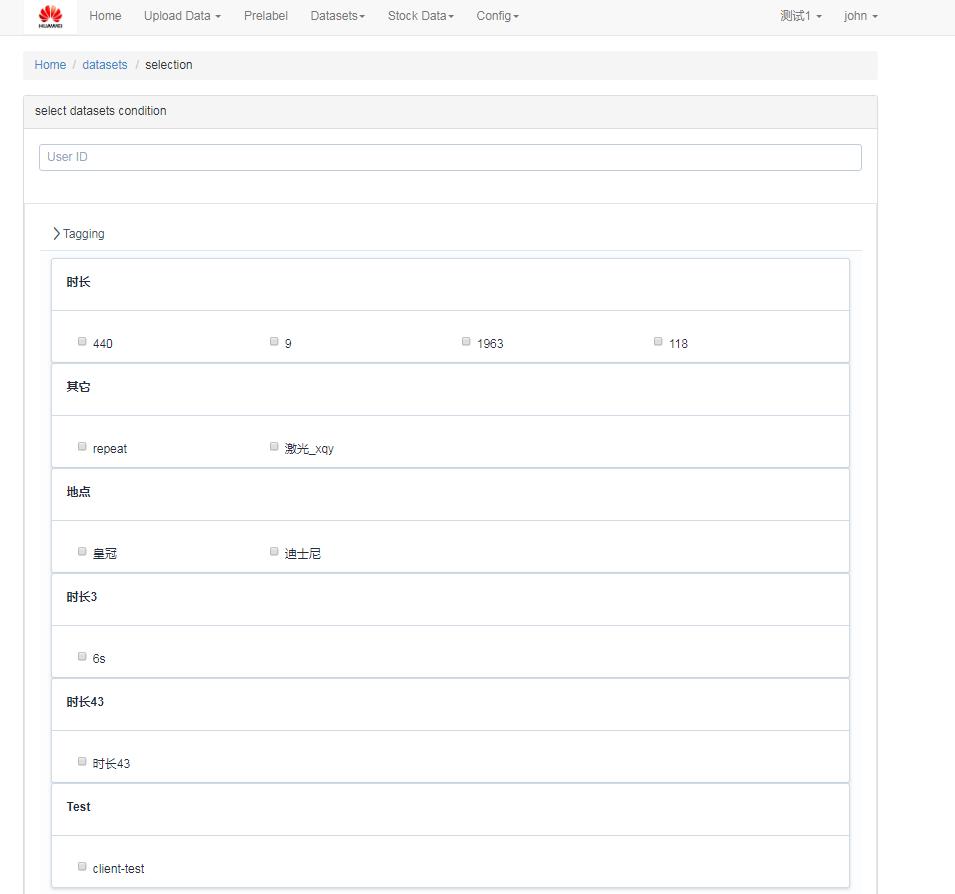 HUAWEI Home Upload Data Prelabel Datasets Stock Data Config 测试1 john
Home / datasets / selection
select datasets condition
User ID
Tagging
时长
440 9 1963 118
其它
repeat 激光_xqy
地点
皇冠 迪士尼
时长3
6s
时长43
时长43
Test
client-test